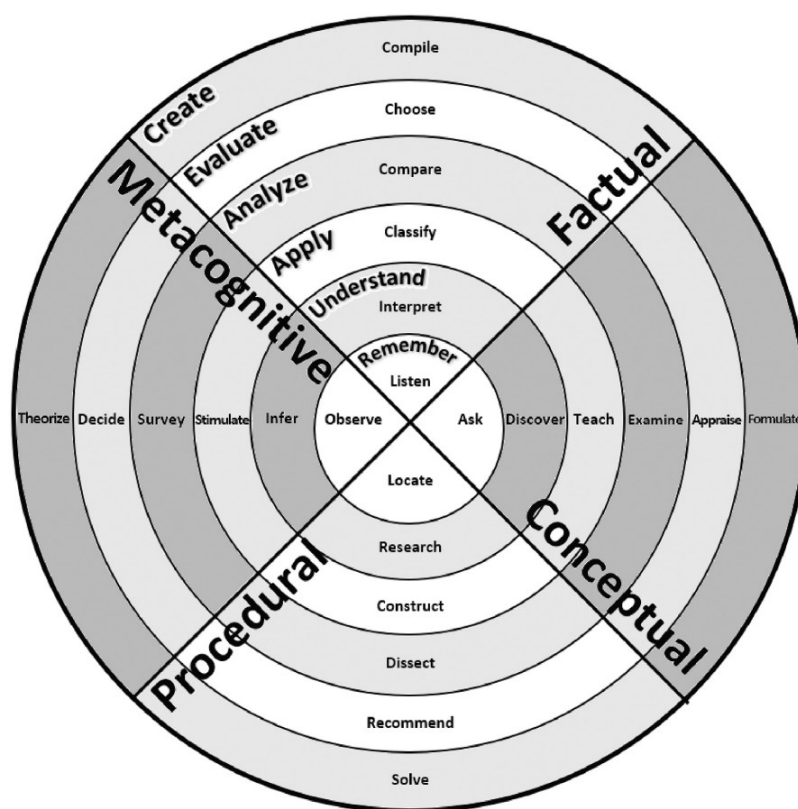 Compile
Create
Choose
Evaluate
Factual
Compare
Metacognitive
Analyze
Classify
Apply
Understand
Interpret
Remember
Listen
Theorize Decide Survey Stimulate Infer Observe Ask Discover Teach Examine Appraise Formulate
Locate
Conceptual
Procedural
Research
Construct
Dissect
Recommend
Solve